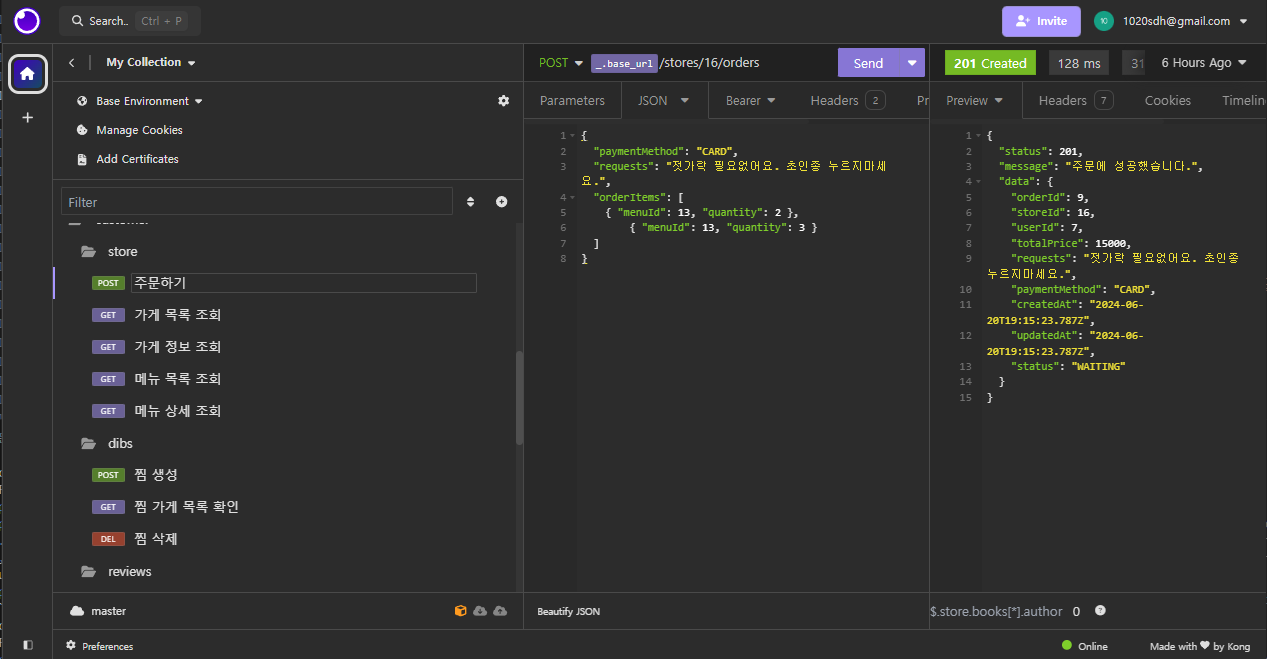 Search.. Ctrl + P
Invite
10 1020sdh@gmail.com
My Collection
Base Environment
Manage Cookies
Add Certificates
Filter
store
POST 주문하기
GET 가게 목록 조회
GET 가게 정보 조회
GET 메뉴 목록 조회
GET 메뉴 상세 조회
dibs
POST 찜 생성
GET 찜 가게 목록 확인
DEL 찜 삭제
reviews
master
Preferences
POST _.base_url/stores/16/orders Send
Parameters JSON Bearer Headers 2 Pr
1 {
2 "paymentMethod": "CARD",
3 "requests": "젓가락 필요없어요. 초인종 누르지마세
요.",
4 "orderItems": [
5 { "menuId": 13, "quantity": 2 },
6 { "menuId": 13, "quantity": 3 }
7 ]
8 }
Beautify JSON
201 Created 128 ms 31 6 Hours Ago
Preview Headers 7 Cookies Timelin
1 {
2 "status": 201,
3 "message": "주문에 성공했습니다.",
4 "data": {
5 "orderId": 9,
6 "storeId": 16,
7 "userId": 7,
8 "totalPrice": 15000,
9 "requests": "젓가락 필요없어요. 초인종
누르지마세요.",
10 "paymentMethod": "CARD",
11 "createdAt": "2024-06-
20T19:15:23.787Z",
12 "updatedAt": "2024-06-
20T19:15:23.787Z",
13 "status": "WAITING"
14 }
15 }
$.store.books[*].author 0
Online
Made with ❤ by Kong